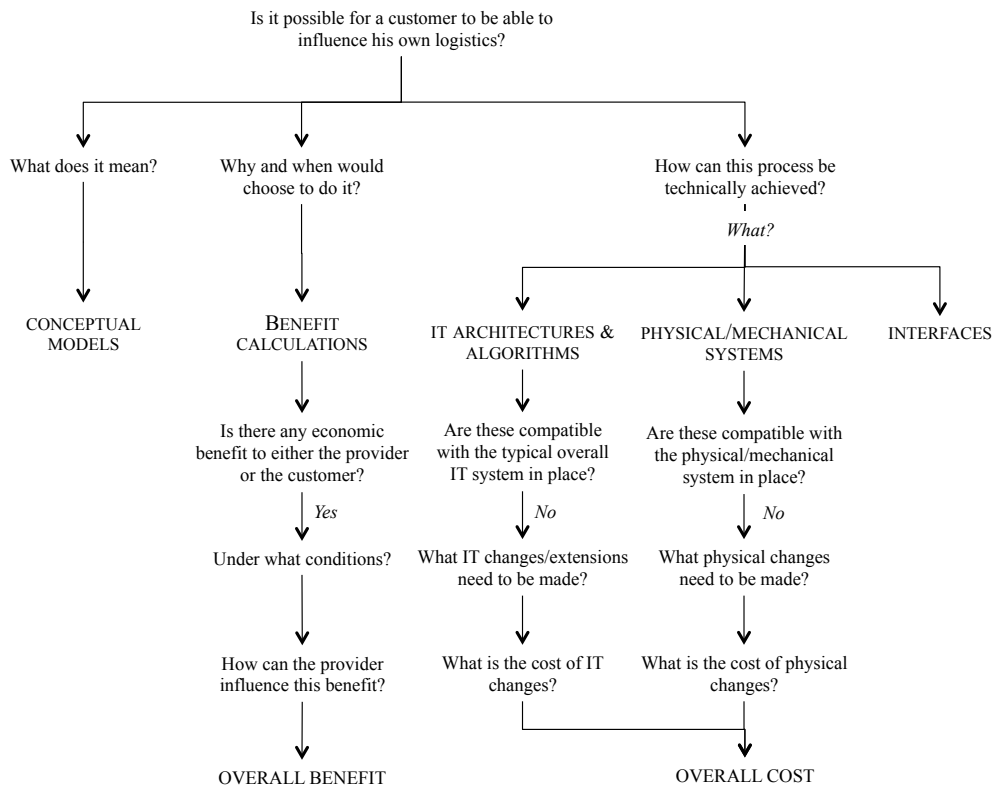 Is it possible for a customer to be able to
influence his own logistics?
What does it mean?
Why and when would
choose to do it?
How can this process be
technically achieved?
What?
CONCEPTUAL
MODELS
BENEFIT
CALCULATIONS
IT ARCHITECTURES &
ALGORITHMS
PHYSICAL/MECHANICAL
SYSTEMS
INTERFACES
Is there any economic
benefit to either the provider
or the customer?
Are these compatible
with the typical overall
IT system in place?
Are these compatible with
the physical/mechanical
system in place?
Yes
No
No
Under what conditions?
What IT changes/extensions
need to be made?
What physical changes
need to be made?
How can the provider
influence this benefit?
What is the cost of IT
changes?
What is the cost of physical
changes?
OVERALL BENEFIT
OVERALL COST